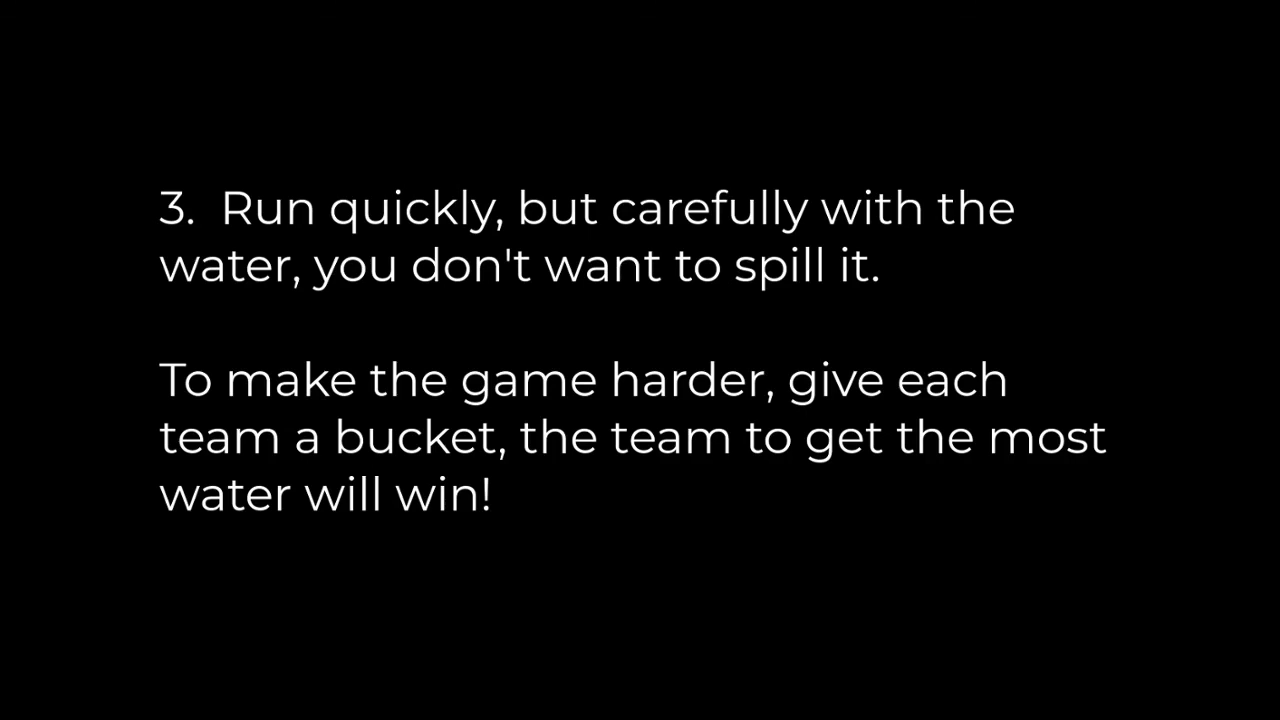 3.  Run quickly, but carefully with the
water, you don't want to spill it.
To make the game harder, give each
team a bucket, the team to get the most
water will win!